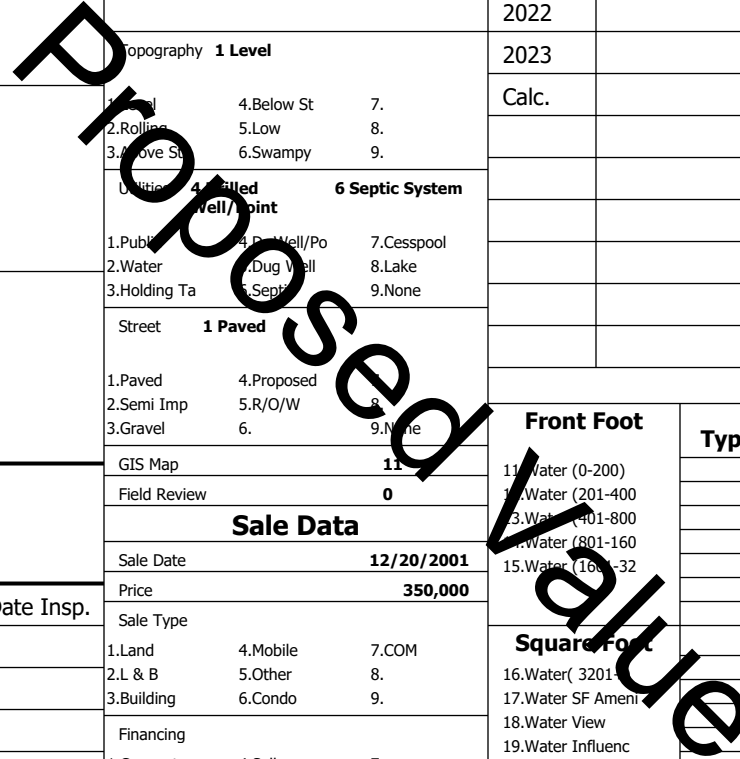 Topography 1 Level
1.Level 4.Below St 7.
2.Rolling 5.Low 8.
3.Above St 6.Swampy 9.
Utilities 4 Drilled 6 Septic System
Well/Point
1.Public 4.Dr Well/Po 7.Cesspool
2.Water 5.Dug Well 8.Lake
3.Holding Ta 6.Septic 9.None
Street 1 Paved
1.Paved 4.Proposed 7.
2.Semi Imp 5.R/O/W 8.
3.Gravel 6. 9.None
GIS Map 11
Field Review 0
Sale Data
Sale Date 12/20/2001
Price 350,000
Sale Type
1.Land 4.Mobile 7.COM
2.L & B 5.Other 8.
3.Building 6.Condo 9.
Financing
Date Insp.
2022
2023
Calc.
Front Foot
Typ
11.Water (0-200)
12.Water (201-400
13.Water (401-800
14.Water (801-160
15.Water (1601-32
Square Foot
16.Water( 3201-
17.Water SF Ameni
18.Water View
19.Water Influenc
Proposed Value